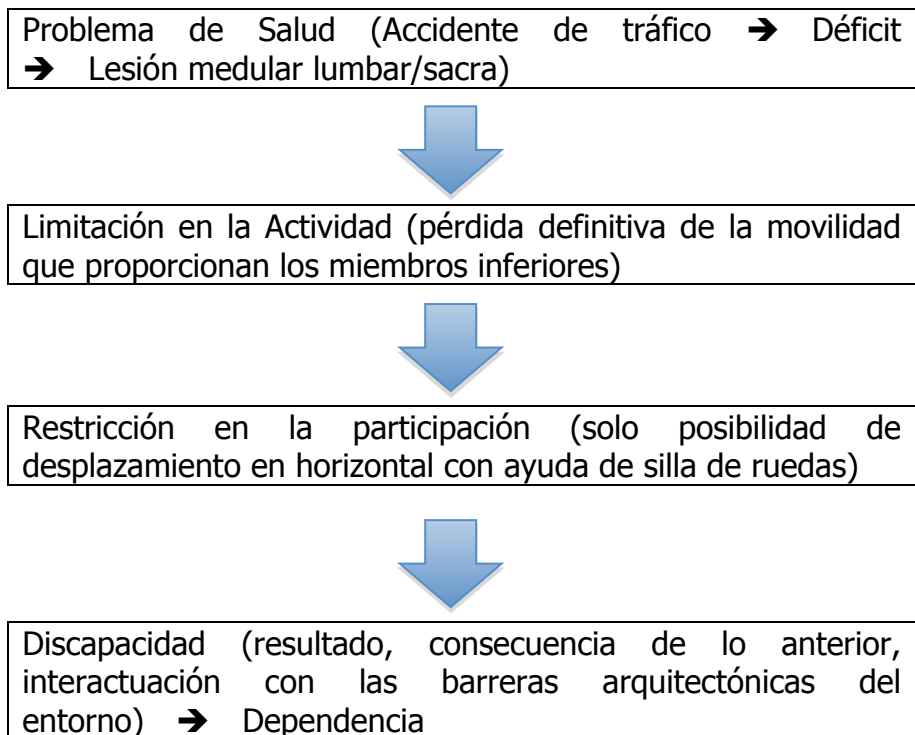 Problema de Salud (Accidente de tráfico ➔ Déficit
➔ Lesión medular lumbar/sacra)
Limitación en la Actividad (pérdida definitiva de la movilidad
que proporcionan los miembros inferiores)
Restricción en la participación (solo posibilidad de
desplazamiento en horizontal con ayuda de silla de ruedas)
Discapacidad (resultado, consecuencia de lo anterior,
interactuación con las barreras arquitectónicas del
entorno) ➔ Dependencia